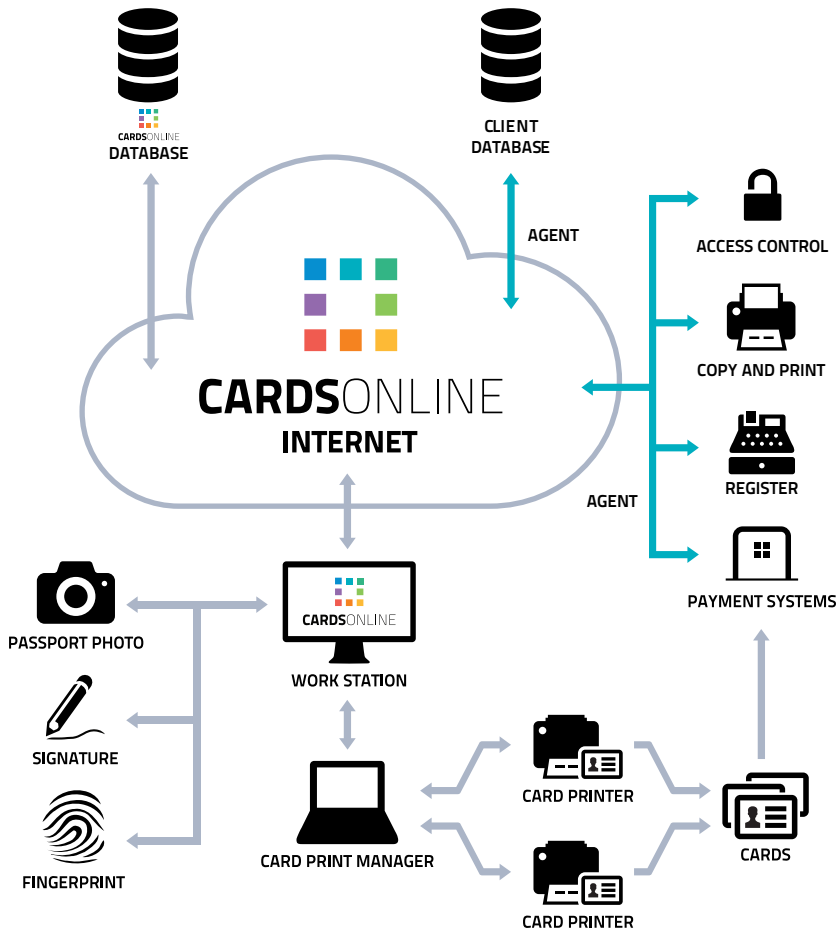 CARDSONLINE
DATABASE
CLIENT
DATABASE
AGENT
ACCESS CONTROL
COPY AND PRINT
CARDSONLINE
INTERNET
REGISTER
AGENT
PAYMENT SYSTEMS
PASSPORT PHOTO
CARDSONLINE
WORK STATION
SIGNATURE
CARD PRINTER
CARD PRINT MANAGER
CARDS
FINGERPRINT
CARD PRINTER